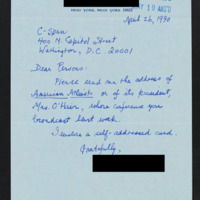 NEW YORK, NEW YORK
April 26, 1990
C-Span
400 N. Capitol Street
Washington, D.C. 20001
Dear Persons:
Please send me the address
of
American Atheists or of its president,
Mrs. O'Hair, whose conference you
broadcast last week.
I enclose a self-addressed card.
Gratefully,